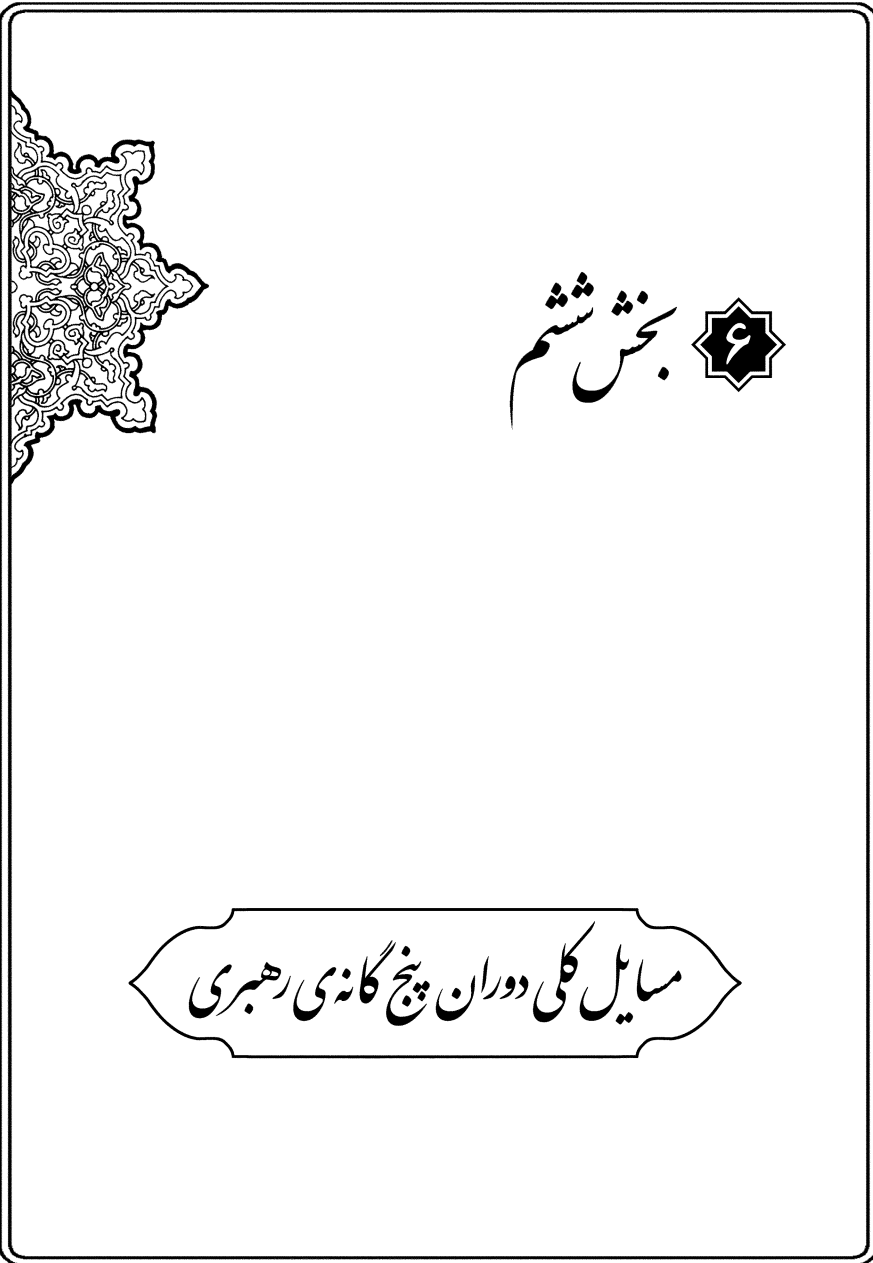 ۶ بخش ششم
مسایل کلی دوران پنج گانه‌ی رهبری